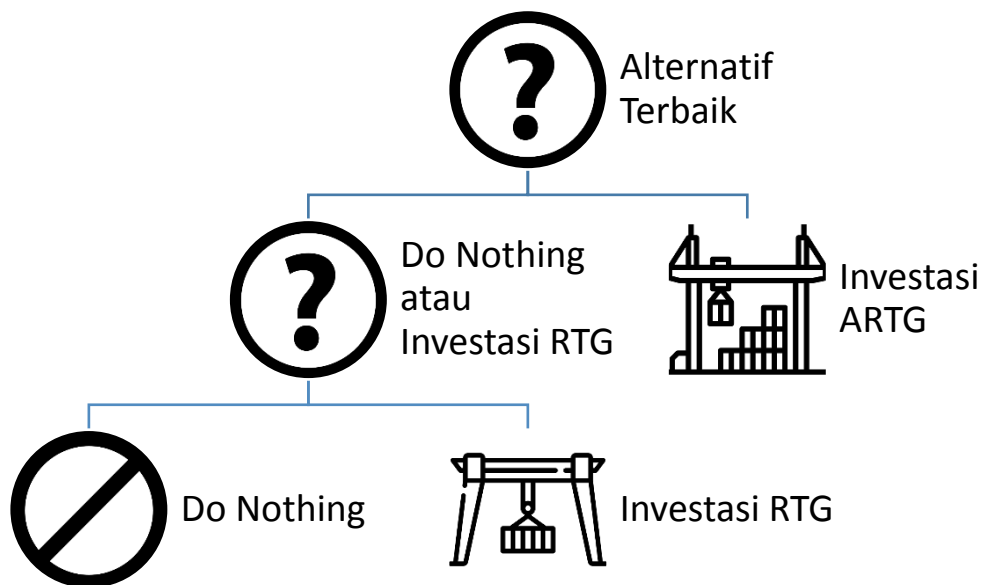 Alternatif
Terbaik
Do Nothing
atau
Investasi RTG
Investasi
ARTG
Do Nothing
Investasi RTG